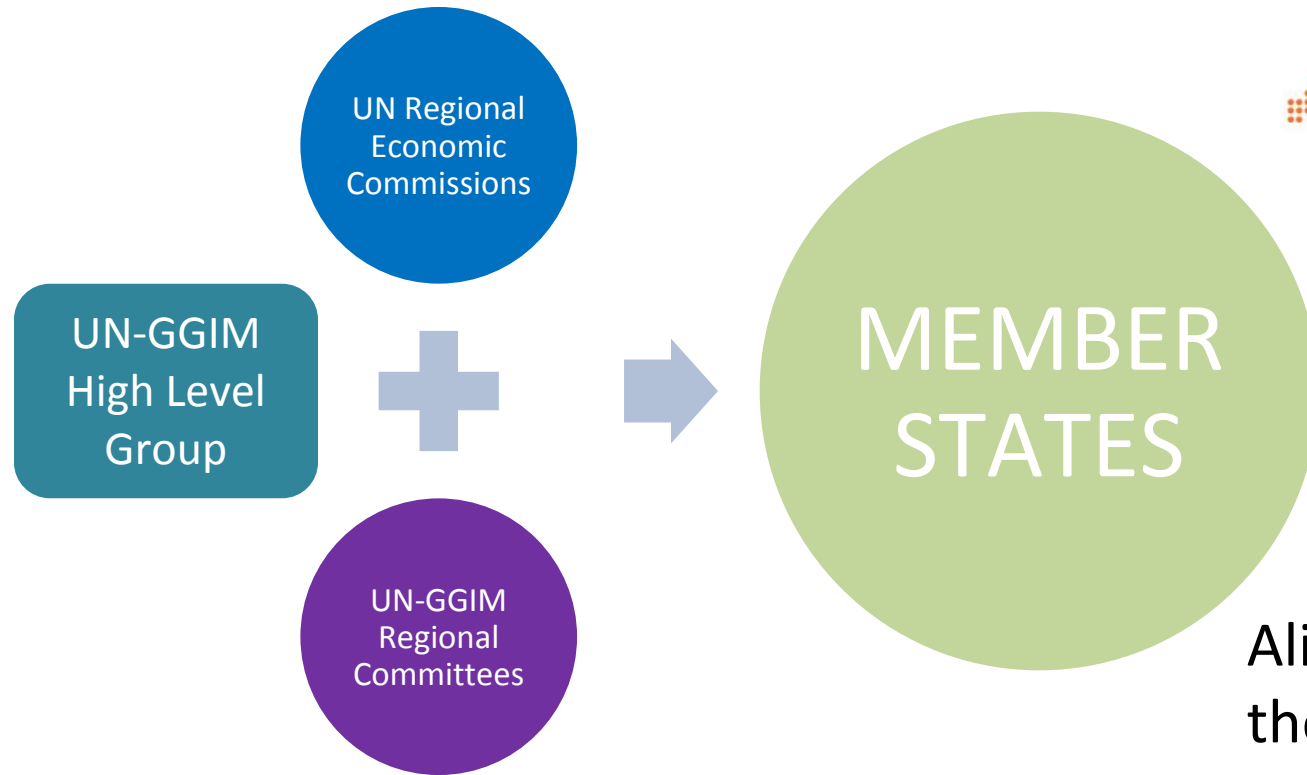 UN Regional
Economic
Commissions
UN-GGIM
High Level
Group
MEMBER
STATES
UN-GGIM
Regional
Committees